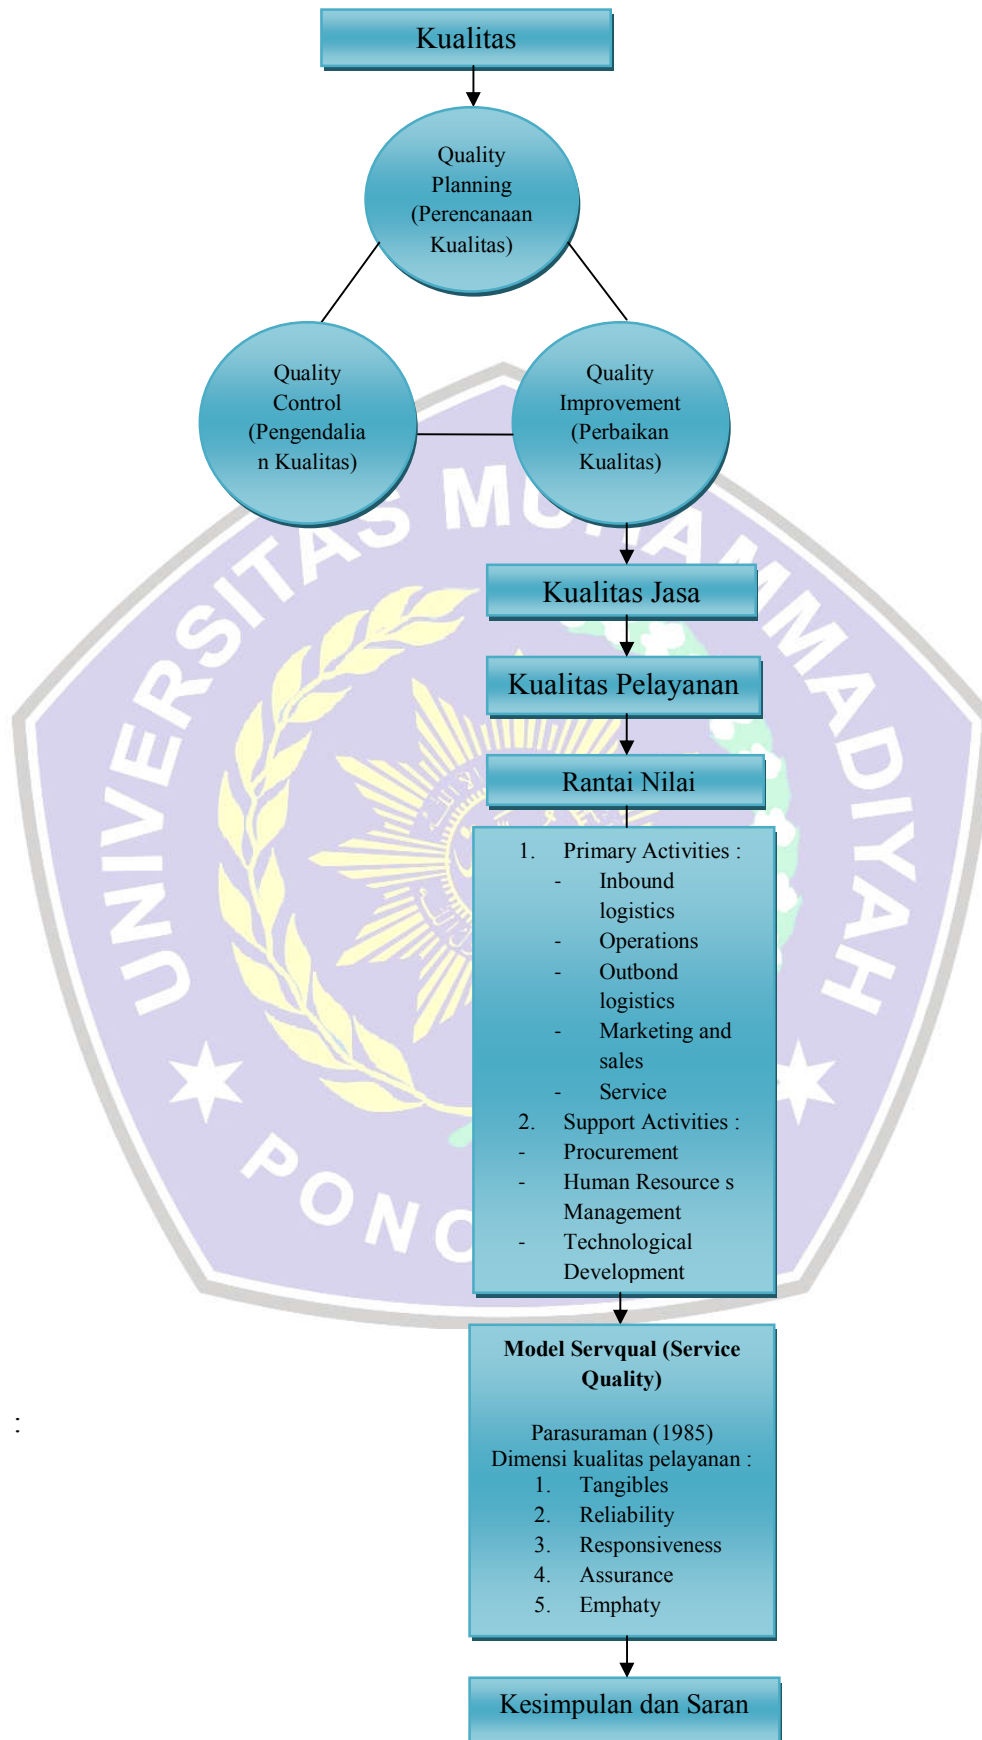 Kualitas
Quality
Planning
(Perencanaan
Kualitas)
Quality
Control
(Pengendalia
n Kualitas)
Quality
Improvement
(Perbaikan
Kualitas)
UNIVERSITAS MUHAMMADIYAH
Kualitas Jasa
Kualitas Pelayanan
Rantai Nilai
1. Primary Activities :
- Inbound
logistics
- Operations
- Outbond
logistics
- Marketing and
sales
- Service
2. Support Activities :
- Procurement
- Human Resource s
Management
- Technological
Development
Model Servqual (Service
Quality)
:
Parasuraman (1985)
Dimensi kualitas pelayanan :
1. Tangibles
2. Reliability
3. Responsiveness
4. Assurance
5. Emphaty
Kesimpulan dan Saran